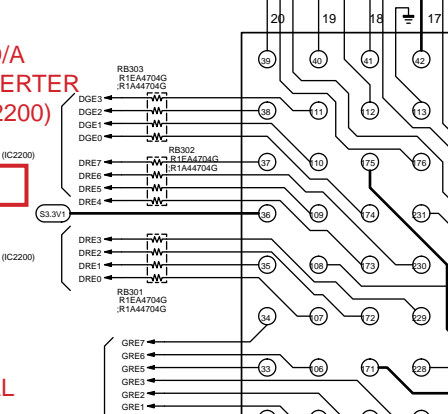 20 19 18 17
D/A
ERTER
2200)
RB303
R1EA4704G
;R1A44704G
39 40 41 42
DGE3
DGE2
DGE1
DGE0
38 111 112 113
(IC2200)
RB302
R1EA4704G
;R1A44704G
DRE7
DRE6
DRE5
DRE4
37 110 175 176
S3.3V1
36 109 174 231
(IC2200)
DRE3
DRE2
DRE1
DRE0
35 108 173 230
RB301
R1EA4704G
;R1A44704G
34 107 172 229
GRE7
GRE6
GRE5
GRE3
GRE2
GRE1
33 106 171 228
L